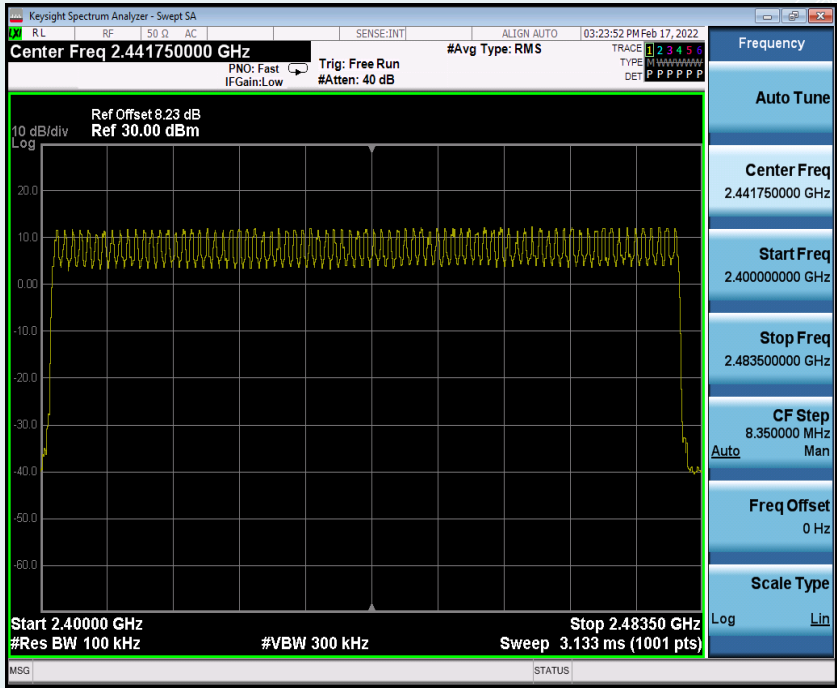 Keysight Spectrum Analyzer - Swept SA
LXI RL RF 50 Ω AC SENSE:INT ALIGN AUTO 03:23:52 PM Feb 17, 2022
Center Freq 2.441750000 GHz #Avg Type: RMS TRACE 1 2 3 4 5 6
PNO: Fast Trig: Free Run TYPE M WWWWW
IFGain:Low #Atten: 40 dB DET P P P P P P
Ref Offset 8.23 dB
10 dB/div Ref 30.00 dBm
Log
20.0
10.0
0.00
-10.0
-20.0
-30.0
-40.0
-50.0
-60.0
Start 2.40000 GHz Stop 2.48350 GHz
#Res BW 100 kHz #VBW 300 kHz Sweep 3.133 ms (1001 pts)
MSG STATUS
Frequency
Auto Tune
Center Freq
2.441750000 GHz
Start Freq
2.400000000 GHz
Stop Freq
2.483500000 GHz
CF Step
8.350000 MHz
Auto Man
Freq Offset
0 Hz
Scale Type
Log Lin